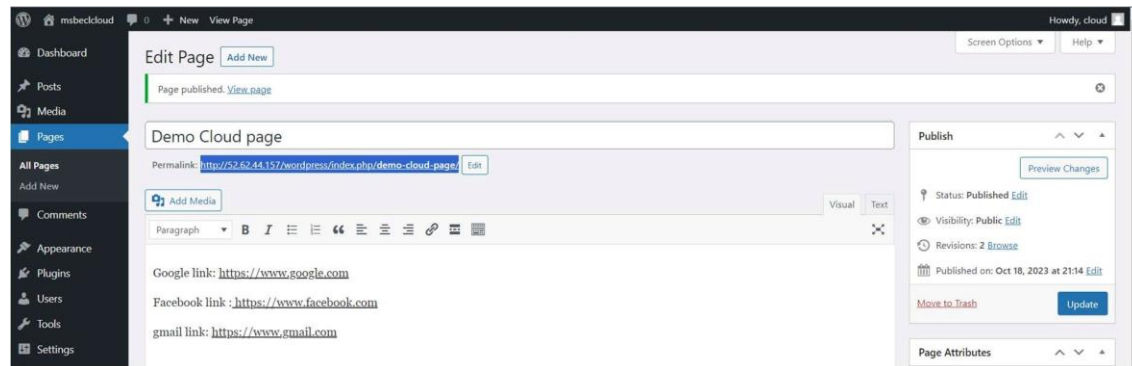 msbeclcloud 0 + New View Page Howdy, cloud
Screen Options ▼ Help ▼
Dashboard
Posts
Media
Pages
All Pages
Add New
Comments
Appearance
Plugins
Users
Tools
Settings
Edit Page Add New
Page published. View page
Demo Cloud page
Permalink: http://52.62.44.157/wordpress/index.php/demo-cloud-page/ Edit
Add Media
Visual Text
Paragraph ▼ B I
Google link: https://www.google.com
Facebook link : https://www.facebook.com
gmail link: https://www.gmail.com
Publish
Preview Changes
Status: Published Edit
Visibility: Public Edit
Revisions: 2 Browse
Published on: Oct 18, 2023 at 21:14 Edit
Move to Trash Update
Page Attributes